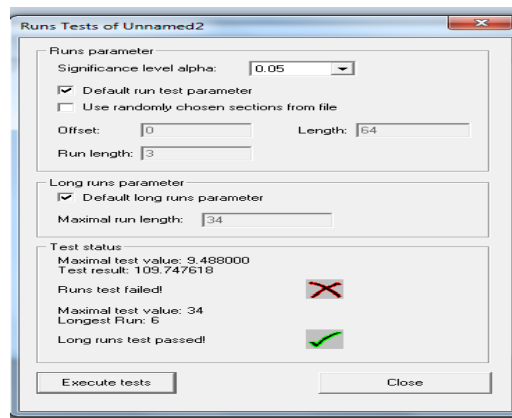 Runs Tests of Unnamed2
Runs parameter
Significance level alpha: 0.05
Default run test parameter
Use randomly chosen sections from file
Offset: 0 Length: 64
Run length: 3
Long runs parameter
Default long runs parameter
Maximal run length: 34
Test status
Maximal test value: 9.488000
Test result: 109.747618
Runs test failed!
Maximal test value: 34
Longest Run: 6
Long runs test passed!
Execute tests Close